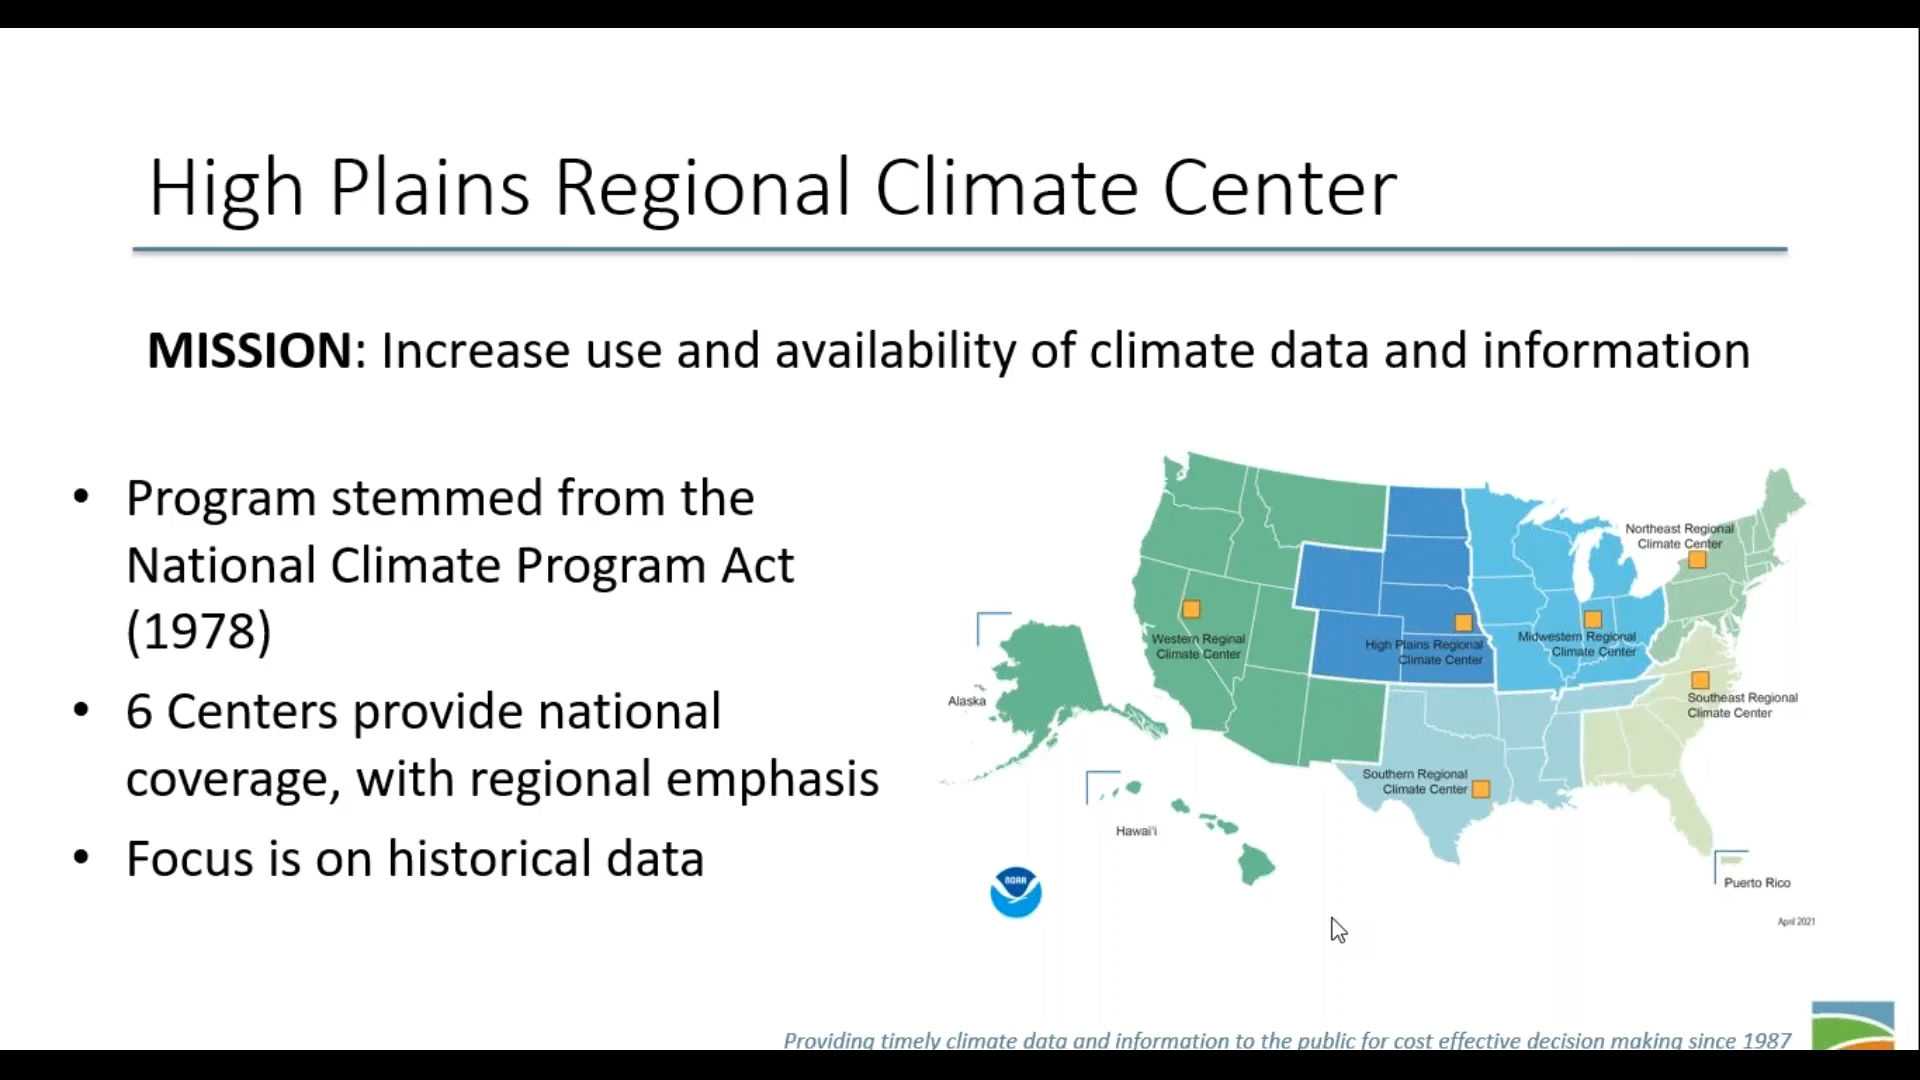 High Plains Regional Climate Center
MISSION: Increase use and availability of climate data and information
• Program stemmed from the
National Climate Program Act
(1978)
• 6 Centers provide national
coverage, with regional emphasis
• Focus is on historical data
Northeast Regional
Climate Center
Western Reginal
Climate Center
High Plains Regional
Climate Center
Midwestern Regional
Climate Center
Alaska
Southeast Regional
Climate Center
Southern Regional
Climate Center
Hawai'i
NOAA
Puerto Rico
April 2021
Providing timely climate data and information to the public for cost effective decision making since 1987